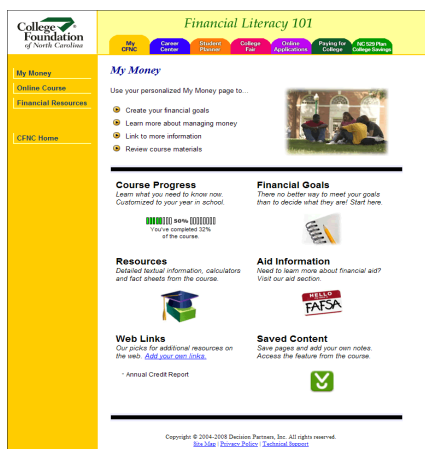 College
Foundation
of North Carolina
Financial Literacy 101
My
CFNC
Career
Center
Student
Planner
College
Fair
Online
Applications
Paying for
College
NC 529 Plan
College Savings
My Money
Online Course
Financial Resources
CFNC Home
My Money
Use your personalized My Money page to...
Create your financial goals
Learn more about managing money
Link to more information
Review course materials
Course Progress
Learn what you need to know now.
Customized to your year in school.
50%
You've completed 32%
of the course.
Financial Goals
There no better way to meet your goals
than to decide what they are! Start here.
Resources
Detailed textual information, calculators
and fact sheets from the course.
Aid Information
Need to learn more about financial aid?
Visit our aid section.
HELLO
FAFSA
Web Links
Our picks for additional resources on
the web. Add your own links.
· Annual Credit Report
Saved Content
Save pages and add your own notes.
Access the feature from the course.
Copyright © 2004-2008 Decision Partners, Inc. All rights reserved.
Site Map | Privacy Policy | Technical Support